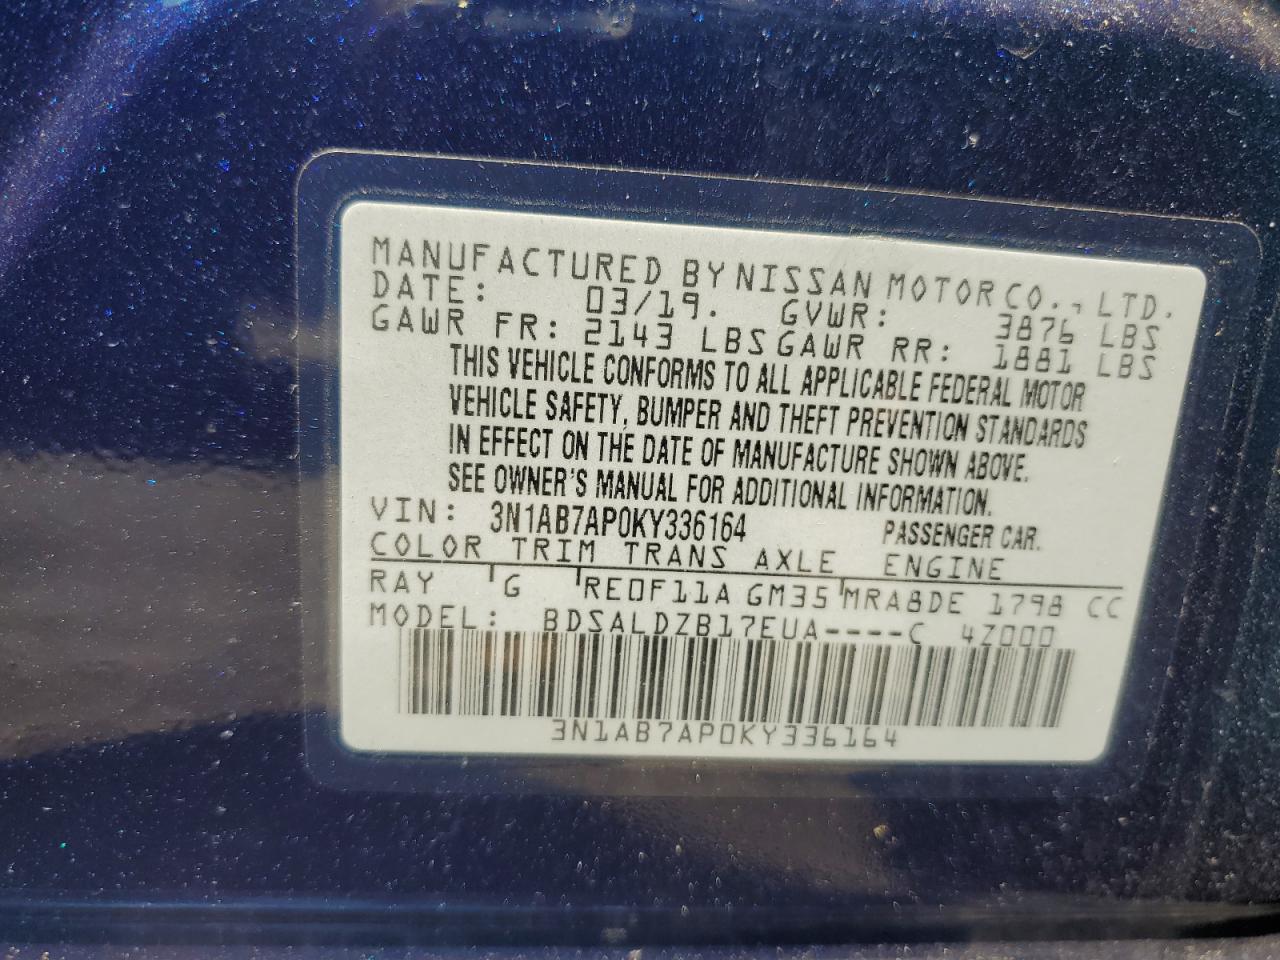 MANUFACTURED BY NISSAN MOTOR CO., LTD.
DATE: 03/19. GVWR: 3876 LBS
GAWR FR: 2143 LBS GAWR RR: 1881 LBS
THIS VEHICLE CONFORMS TO ALL APPLICABLE FEDERAL MOTOR
VEHICLE SAFETY, BUMPER AND THEFT PREVENTION STANDARDS
IN EFFECT ON THE DATE OF MANUFACTURE SHOWN ABOVE.
SEE OWNER'S MANUAL FOR ADDITIONAL INFORMATION.
VIN: 3N1AB7AP0KY336164 PASSENGER CAR.
COLOR TRIM TRANS AXLE ENGINE
RAY G RE0F11A GM35 MRA8DE 1798 CC
MODEL: BDSALDZB17EUA----C 4Z000
3N1AB7AP0KY336164